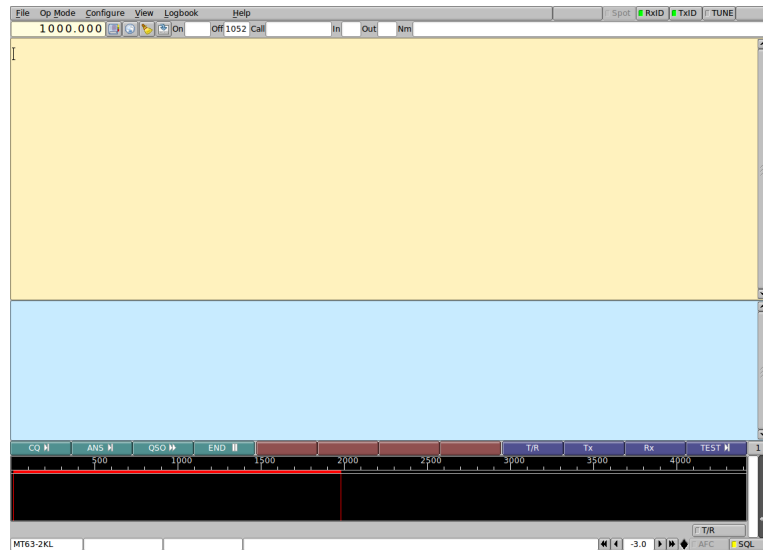 File Op Mode Configure View Logbook Help Spot RxID TxID TUNE
1000.000 On Off 1052 Call In Out Nm
CQ ANS QSO END T/R Tx Rx TEST 1
500 1000 1500 2000 2500 3000 3500 4000
T/R
MT63-2KL -3.0 AFC SQL